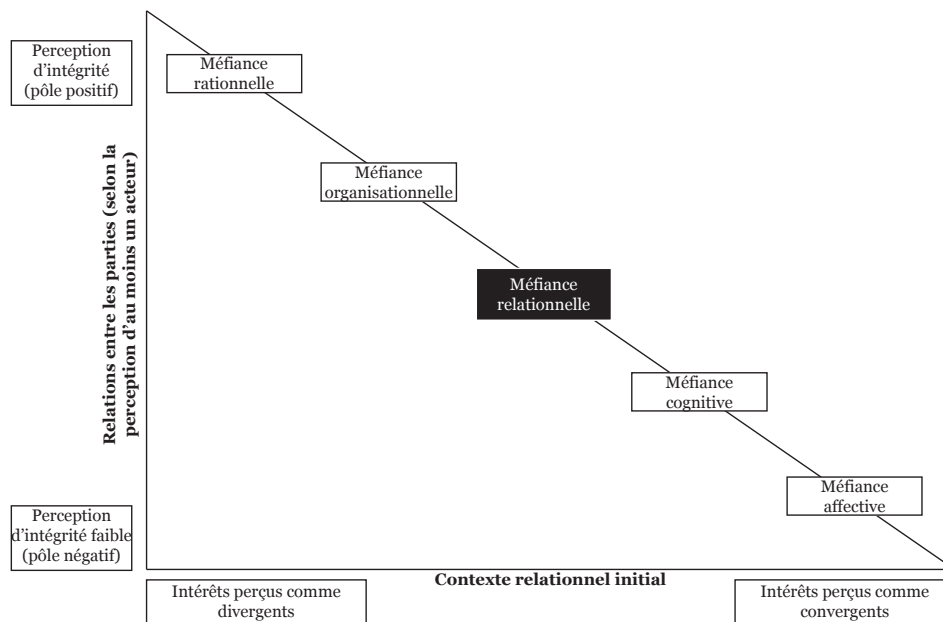 Perception
d'intégrité
(pôle positif)
Méfiance
rationnelle
Méfiance
organisationnelle
Relations entre les parties (selon la
perception d'au moins un acteur)
Méfiance
relationnelle
Méfiance
cognitive
Méfiance
affective
Perception
d'intégrité faible
(pôle négatif)
Contexte relationnel initial
Intérêts perçus comme
divergents
Intérêts perçus comme
convergents